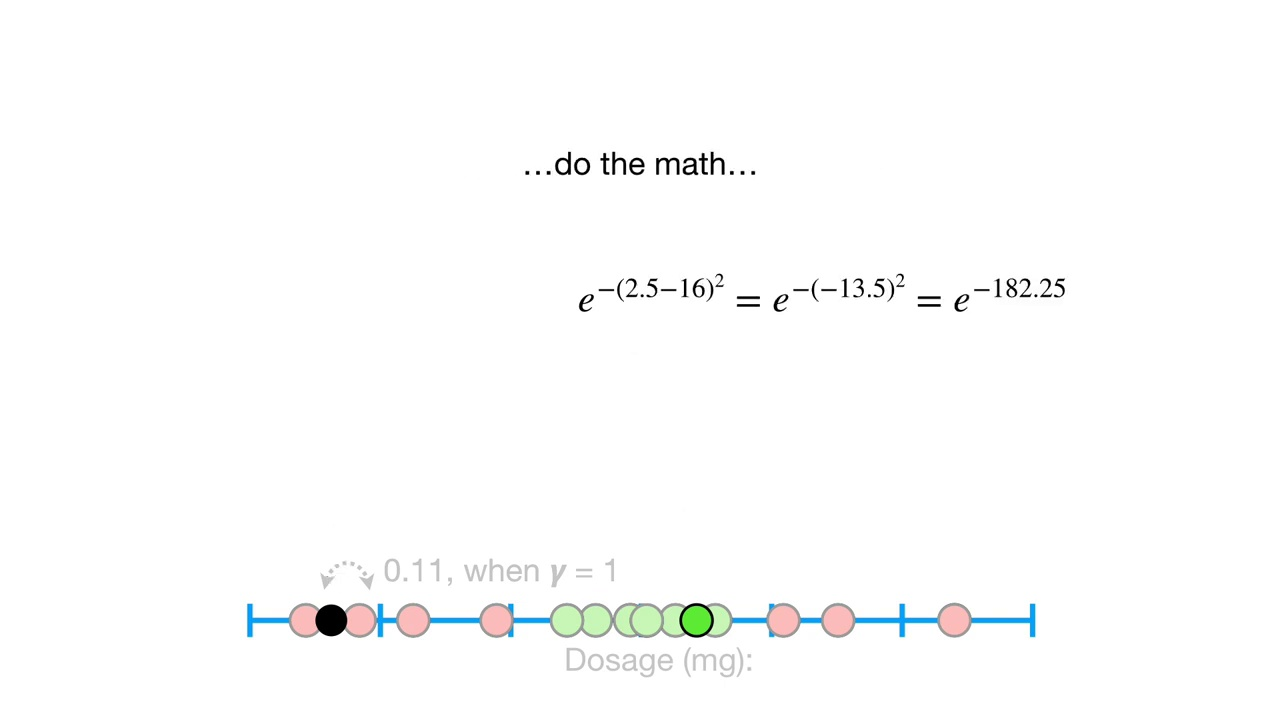 …do the math…
e^{−(2.5−16)^2} = e^{−(−13.5)^2} = e^{−182.25}
0.11, when γ = 1
Dosage (mg):